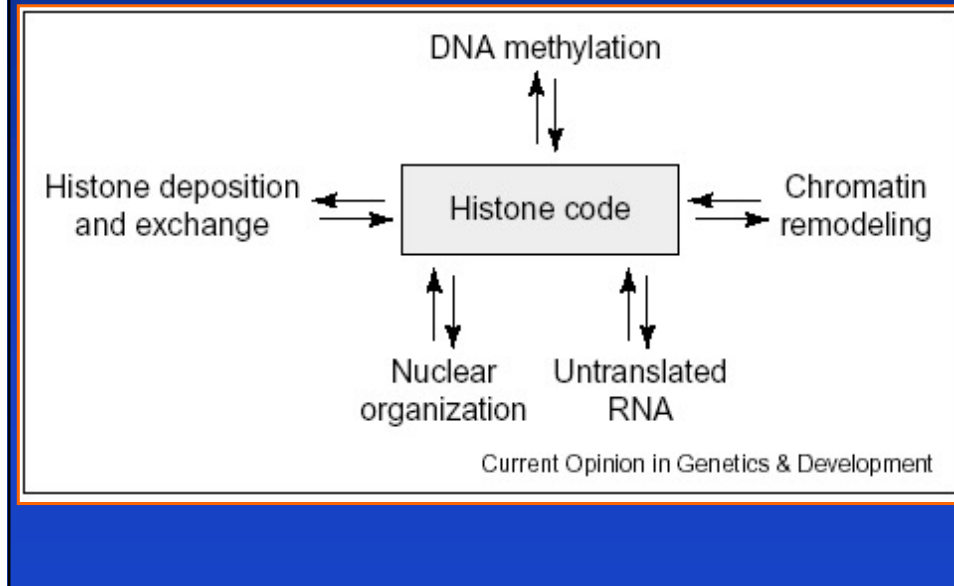 DNA methylation
Histone deposition
and exchange
Histone code
Chromatin
remodeling
Nuclear
organization
Untranslated
RNA
Current Opinion in Genetics & Development